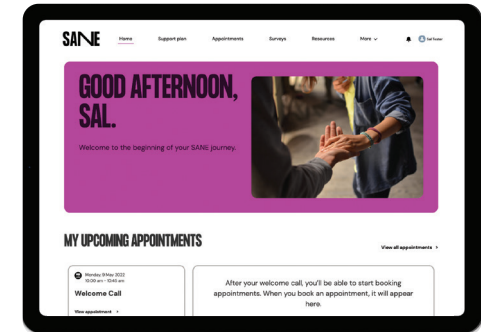 SANE Home Support plan Appointments Surveys Resources More Sal Foster
GOOD AFTERNOON,
SAL.
Welcome to the beginning of your SANE journey.
MY UPCOMING APPOINTMENTS
View all appointments
Monday 9 May 2022
10:00 am - 10:45 am
Welcome Call
View appointment
After your welcome call, you'll be able to start booking
appointments. When you book an appointment, it will appear
here.